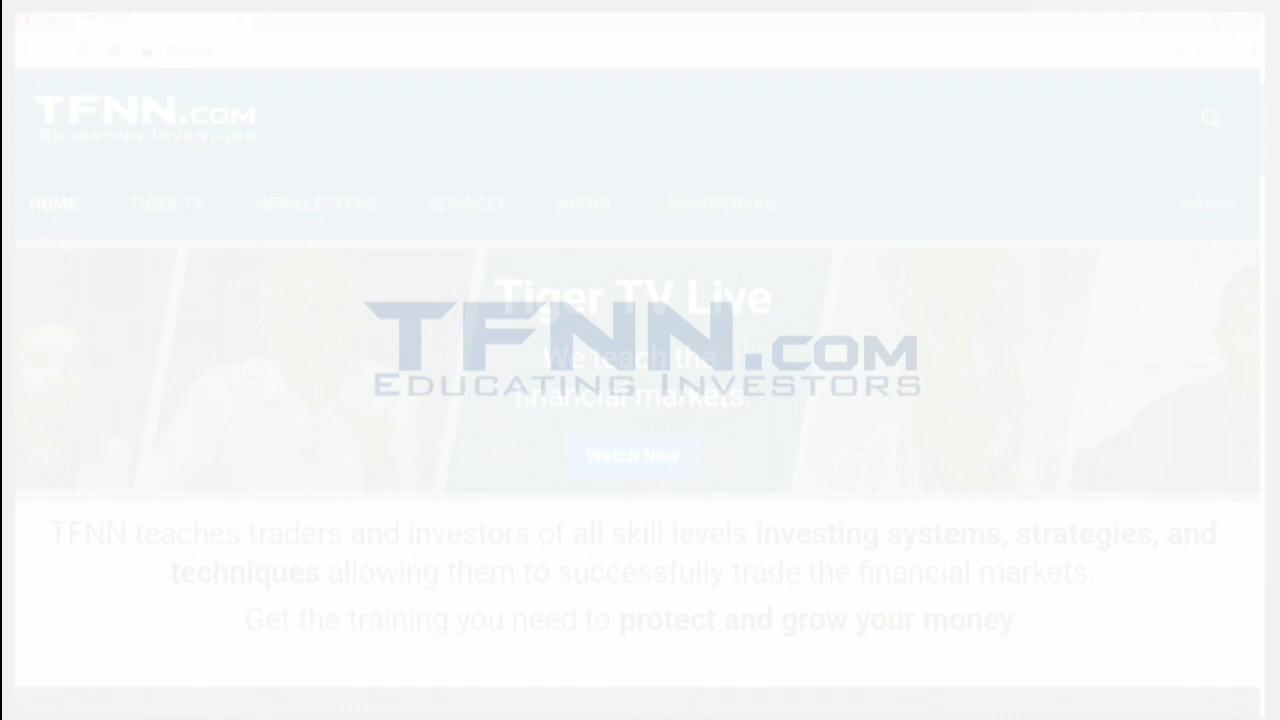 TFNN.COM
EDUCATING INVESTORS
HOME TIGER TV NEWSLETTERS SERVICES ABOUT ADVERTISING Account
Tiger TV Live
We teach the
financial markets.
TFNN.COM
EDUCATING INVESTORS
Watch Now
TFNN teaches traders and investors of all skill levels investing systems, strategies, and
techniques allowing them to successfully trade the financial markets.
Get the training you need to protect and grow your money.